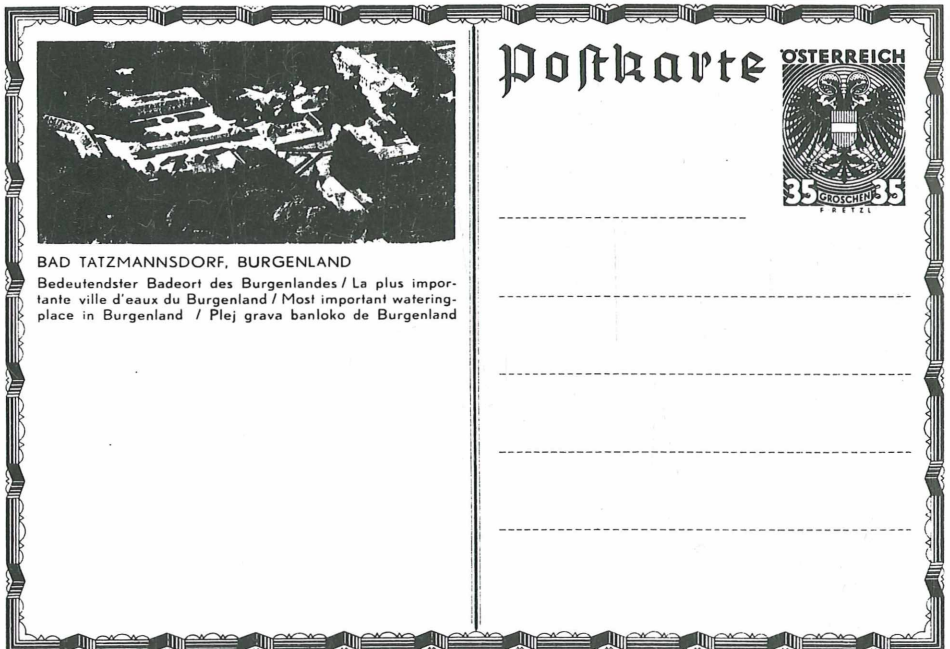 BAD TATZMANNSDORF, BURGENLAND
Bedeutendster Badeort des Burgenlandes / La plus impor-
tante ville d'eaux du Burgenland / Most important watering-
place in Burgenland / Plej grava banloko de Burgenland
Poſtkarte
ÖSTERREICH
35 GROSCHEN 35
FRETZL